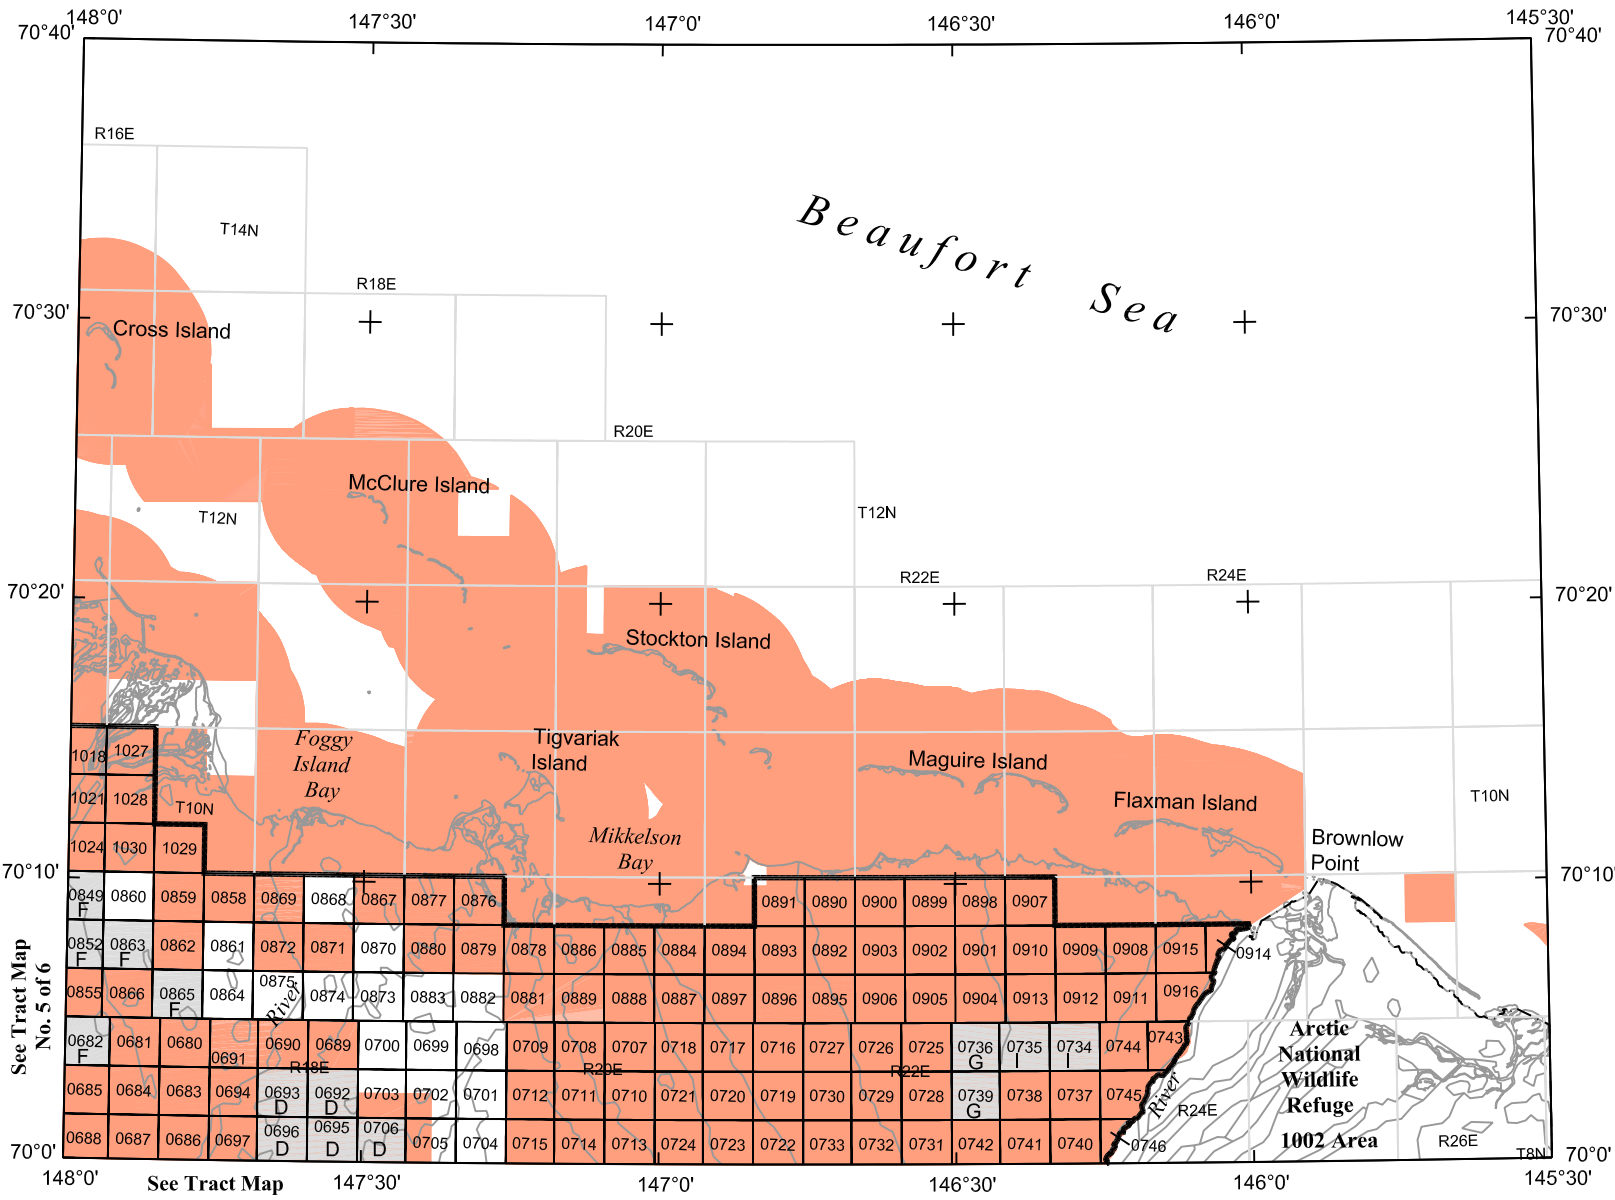 148°0'
147°30'
147°0'
146°30'
146°0'
145°30'
70°40'
70°40'
R16E
T14N
Beaufort Sea
R18E
70°30'
70°30'
Cross Island
R20E
McClure Island
T12N
T12N
R22E
R24E
70°20'
70°20'
Stockton Island
Foggy
Island
Bay
Tigvariak
Island
Maguire Island
Flaxman Island
T10N
T10N
Mikkelson
Bay
Brownlow
Point
1018 1027
1021 1028
1024 1030 1029
70°10'
70°10'
0849 0860 0859 0858 0869 0868 0867 0877 0876 0891 0890 0900 0899 0898 0907
F
0852 0863 0862 0861 0872 0871 0870 0880 0879 0878 0886 0885 0884 0894 0893 0892 0903 0902 0901 0910 0909 0908 0915 0914
F F
0855 0866 0865 0864 0875 0874 0873 0883 0882 0881 0889 0888 0887 0897 0896 0895 0906 0905 0904 0913 0912 0911 0916
F
River
0682 0681 0680 0691 0690 0689 0700 0699 0698 0709 0708 0707 0718 0717 0716 0727 0726 0725 0736 0735 0734 0744 0743
F G I I
R18E R20E R22E
0685 0684 0683 0694 0693 0692 0703 0702 0701 0712 0711 0710 0721 0720 0719 0730 0729 0728 0739 0738 0737 0745
D D G
River
R24E
0688 0687 0686 0697 0696 0695 0706 0705 0704 0715 0714 0713 0724 0723 0722 0733 0732 0731 0742 0741 0740 0746
D D D
Arctic
National
Wildlife
Refuge
1002 Area
R26E
T8N
See Tract Map
No. 5 of 6
70°0'
70°0'
148°0'
147°30'
147°0'
146°30'
146°0'
145°30'
See Tract Map